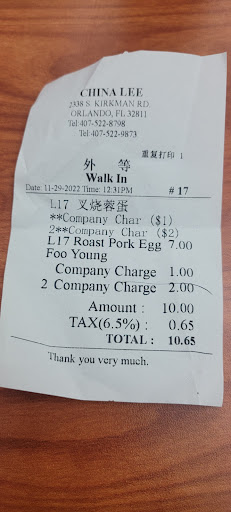 CHINA LEE
2338 S. KIRKMAN RD.
ORLANDO, FL 32811
Tel:407-522-8798
Tel:407-522-9873
重复打印 1
外 等
Walk In
Date: 11-29-2022 Time: 12:31PM # 17
L17 叉烧蓉蛋
**Company Char ($1)
2**Company Char ($2)
L17 Roast Pork Egg 7.00
Foo Young
Company Charge 1.00
2 Company Charge 2.00
Amount : 10.00
TAX(6.5%) : 0.65
TOTAL : 10.65
Thank you very much.